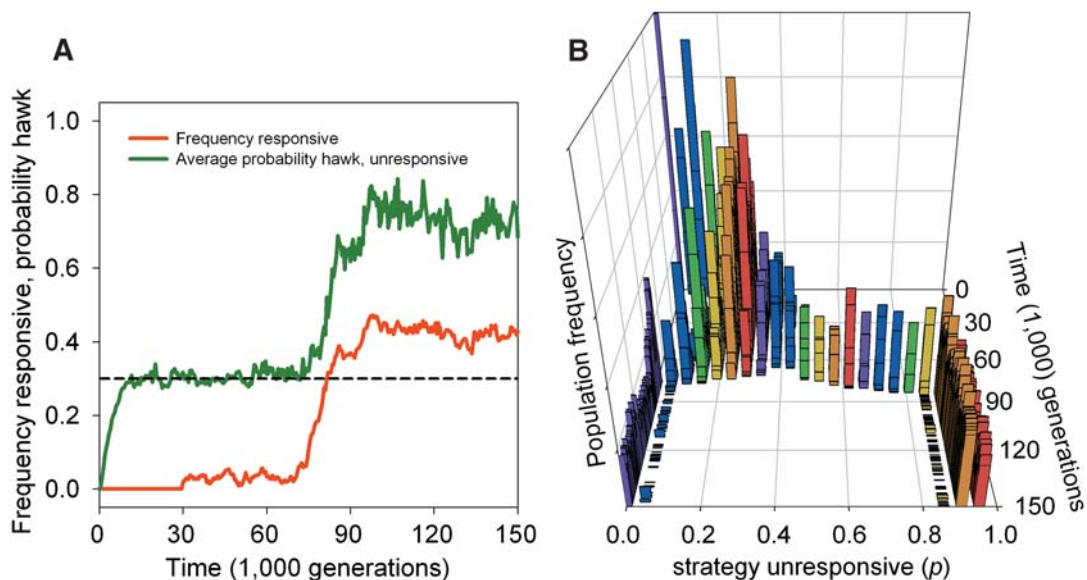 A
Frequency responsive, probability hawk
1.0
0.8
0.6
0.4
0.2
0.0
Frequency responsive
Average probability hawk, unresponsive
0 30 60 90 120 150
Time (1,000 generations)
B
Population frequency
Time (1,000) generations
0
30
60
90
120
150
0.0 0.2 0.4 0.6 0.8 1.0
strategy unresponsive (p)